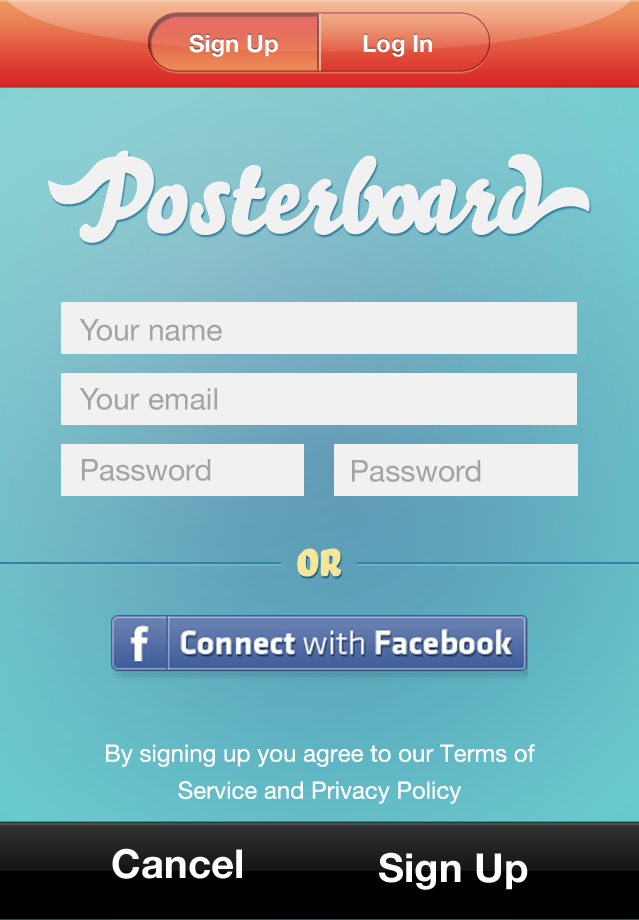 Sign Up Log In
Posterboard
Your name
Your email
Password Password
OR
f Connect with Facebook
By signing up you agree to our Terms of
Service and Privacy Policy
Cancel Sign Up